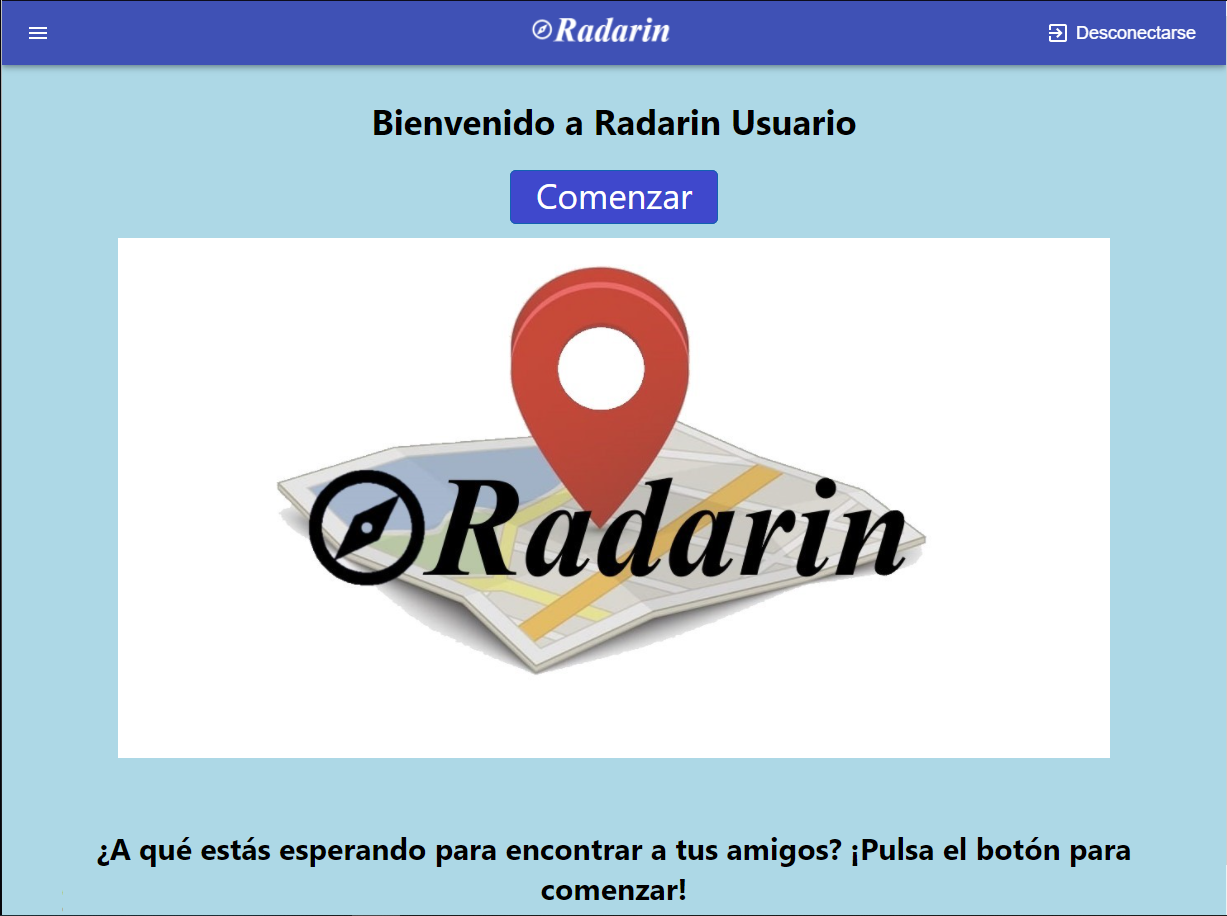 Radarin
Desconectarse
Bienvenido a Radarin Usuario
Comenzar
Radarin
¿A qué estás esperando para encontrar a tus amigos? ¡Pulsa el botón para
comenzar!